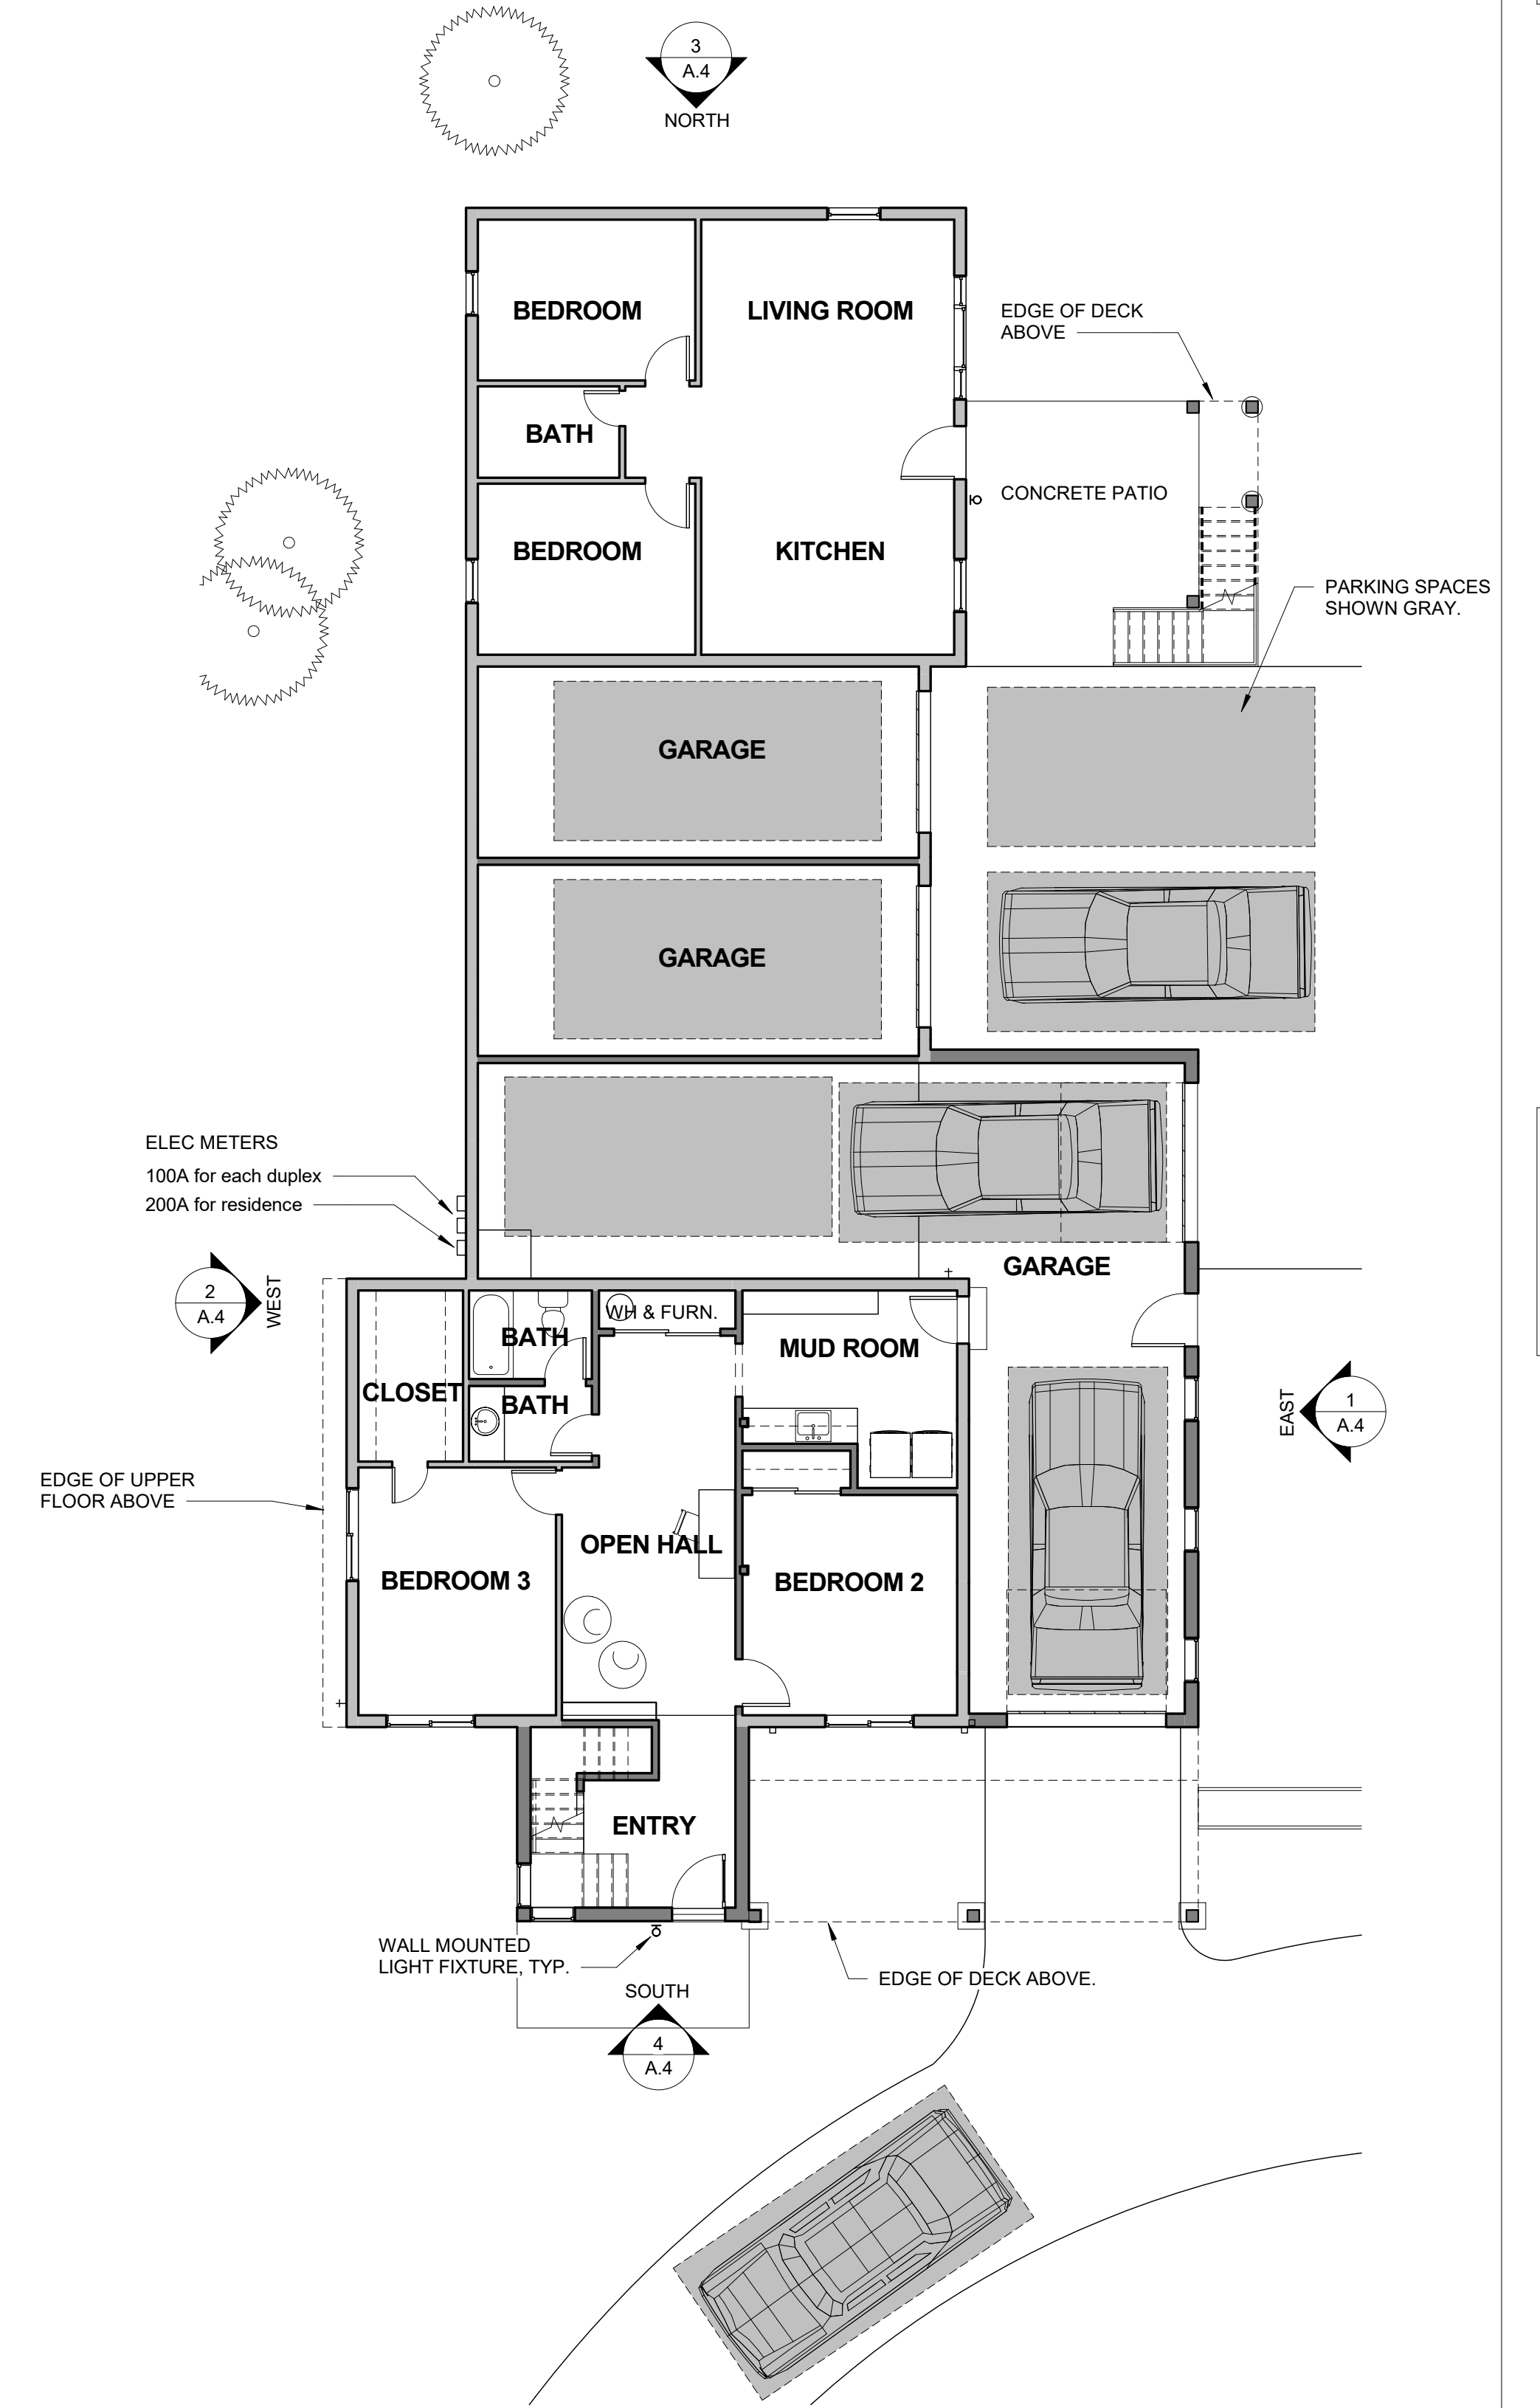 3
A.4
NORTH
BEDROOM
LIVING ROOM
EDGE OF DECK
ABOVE
BATH
CONCRETE PATIO
BEDROOM
KITCHEN
PARKING SPACES
SHOWN GRAY.
GARAGE
GARAGE
ELEC METERS
100A for each duplex
200A for residence
GARAGE
2
A.4
WEST
WH & FURN.
BATH
MUD ROOM
CLOSET
BATH
1
A.4
EAST
EDGE OF UPPER
FLOOR ABOVE
OPEN HALL
BEDROOM 3
BEDROOM 2
ENTRY
WALL MOUNTED
LIGHT FIXTURE, TYP.
EDGE OF DECK ABOVE.
SOUTH
4
A.4